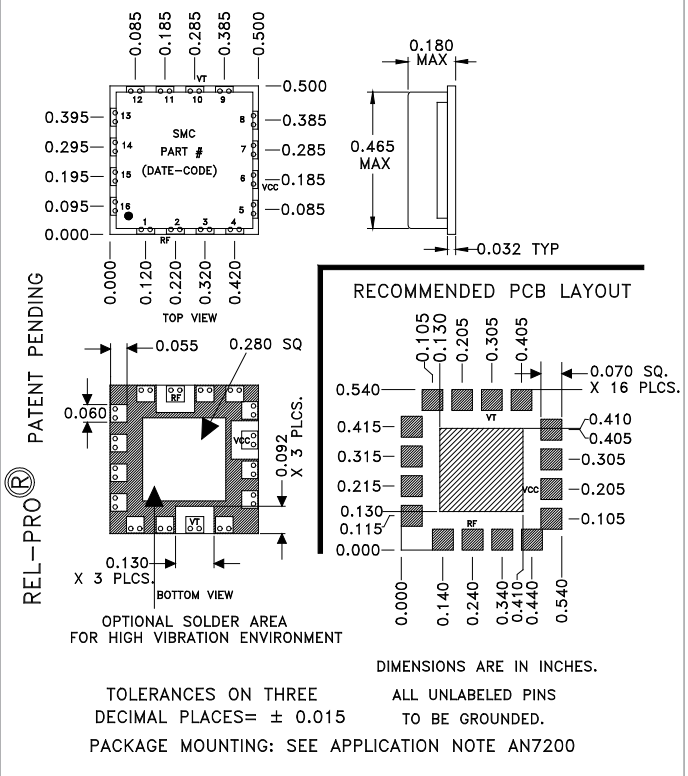 0.085 0.185 0.285 0.385 0.500
VT
12 11 10 9
0.500
0.395 13 8 0.385
0.295 14 7 0.285
0.195 15 6 0.185
VCC
0.095 16 5 0.085
0.000
SMC
PART #
(DATE-CODE)
1 2 3 4
RF
0.000 0.120 0.220 0.320 0.420
TOP VIEW
0.180
MAX
0.465
MAX
0.032 TYP
REL-PRO® PATENT PENDING
0.055
0.280 SQ
0.060
RF
VCC
VT
0.092
X 3 PLCS.
0.130
X 3 PLCS.
BOTTOM VIEW
OPTIONAL SOLDER AREA
FOR HIGH VIBRATION ENVIRONMENT
RECOMMENDED PCB LAYOUT
0.105 0.130 0.205 0.305 0.405
0.070 SQ.
X 16 PLCS.
0.540
VT
0.415
0.410
0.405
0.315
0.305
0.215
VCC
0.205
0.130
0.115
0.105
RF
0.000
0.000 0.140 0.240 0.340 0.410 0.440 0.540
DIMENSIONS ARE IN INCHES.
TOLERANCES ON THREE
DECIMAL PLACES= ± 0.015
ALL UNLABELED PINS
TO BE GROUNDED.
PACKAGE MOUNTING: SEE APPLICATION NOTE AN7200